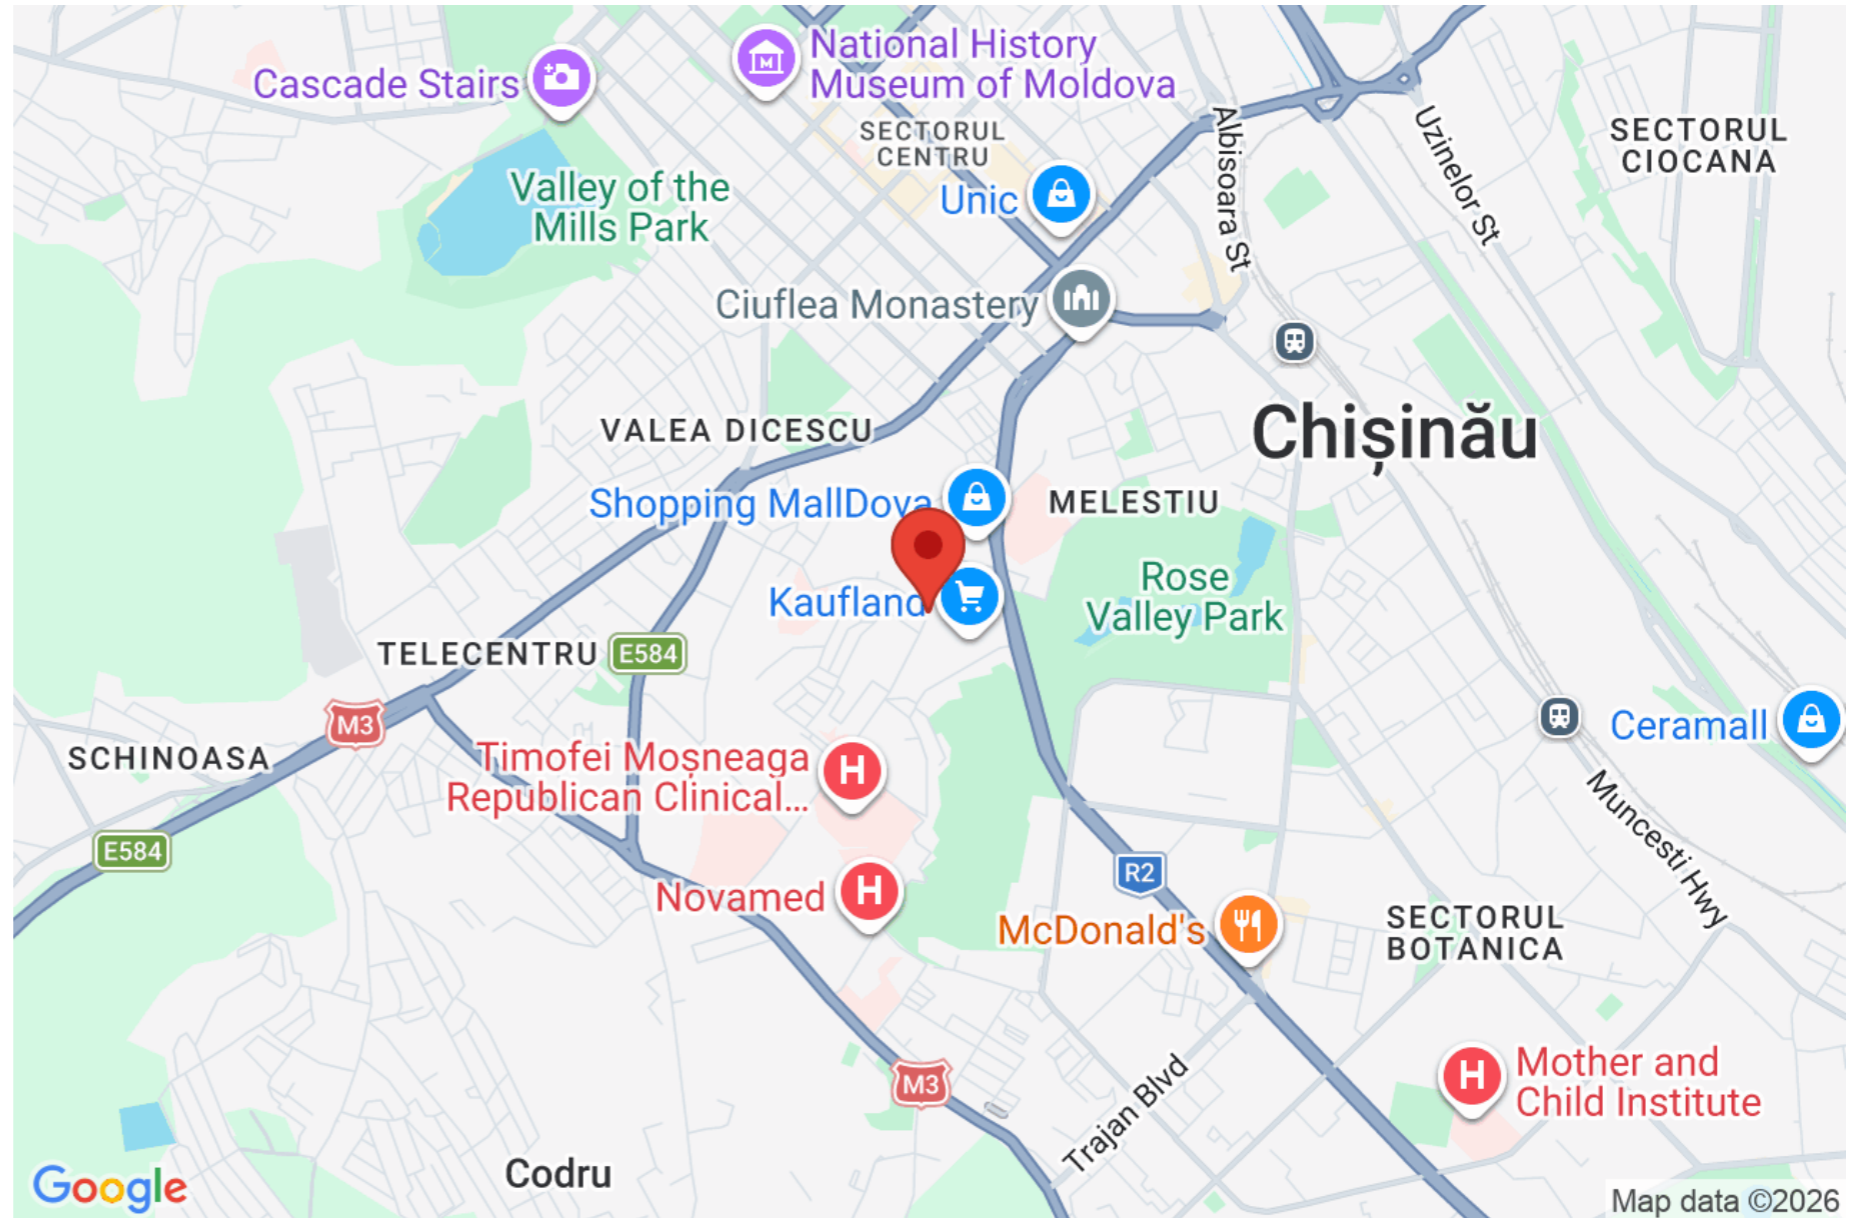 National History
Museum of Moldova
Cascade Stairs
SECTORUL
CENTRU
SECTORUL
CIOCANA
Albisoara St
Uzinelor St
Valley of the
Mills Park
Unic
Ciuflea Monastery
Chișinău
VALEA DICESCU
Shopping MallDova
MELESTIU
Rose
Valley Park
Kaufland
TELECENTRU
E584
M3
SCHINOASA
Ceramall
Timofei Moșneaga
Republican Clinical...
Muncesti Hwy
E584
R2
Novamed
McDonald's
SECTORUL
BOTANICA
M3
Mother and
Child Institute
Trajan Blvd
Codru
Google
Map data ©2026